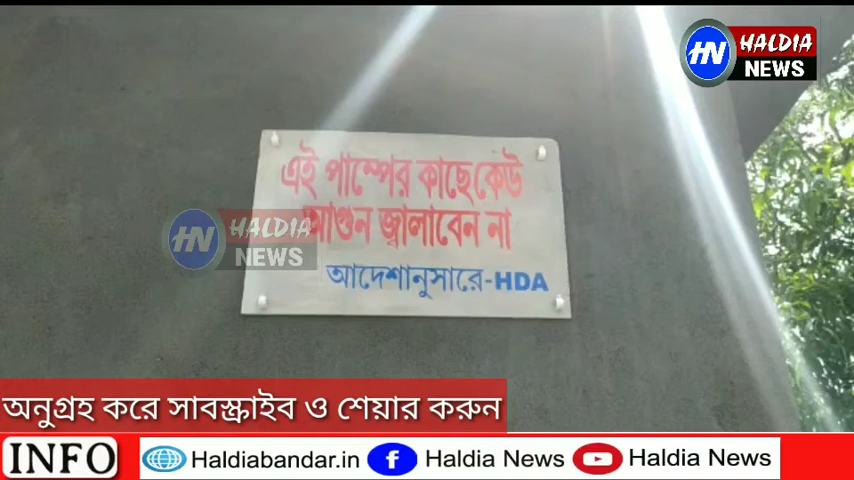 HN HALDIA
NEWS
এই পাম্পের কাছেকেউ
আগুন জ্বালাবেন না
আদেশানুসারে-HDA
HN HALDIA
NEWS
অনুগ্রহ করে সাবস্ক্রাইব ও শেয়ার করুন
INFO Haldiabandar.in f Haldia News Haldia News